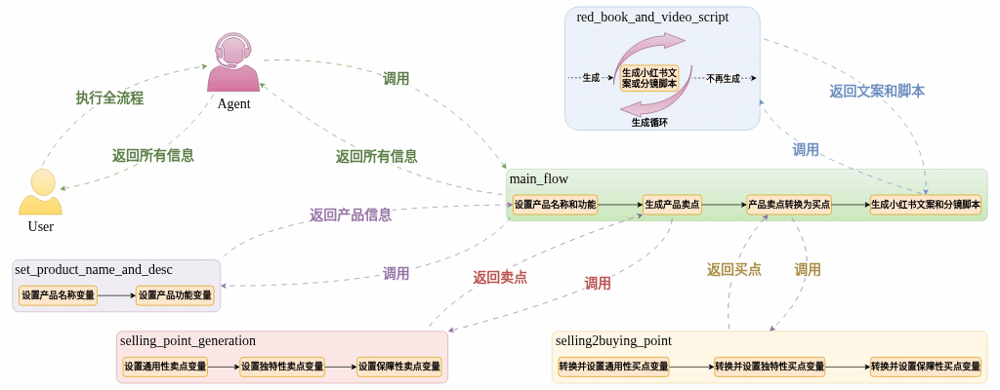 red_book_and_video_script
生成
生成小红书文
案或分镜脚本
不再生成
生成循环
Agent
执行全流程
调用
返回所有信息
返回所有信息
返回文案和脚本
调用
User
main_flow
设置产品名称和功能
生成产品卖点
产品卖点转换为买点
生成小红书文案和分镜脚本
返回产品信息
调用
返回卖点
调用
返回买点
调用
set_product_name_and_desc
设置产品名称变量
设置产品功能变量
selling_point_generation
设置通用性卖点变量
设置独特性卖点变量
设置保障性卖点变量
selling2buying_point
转换并设置通用性买点变量
转换并设置独特性买点变量
转换并设置保障性买点变量